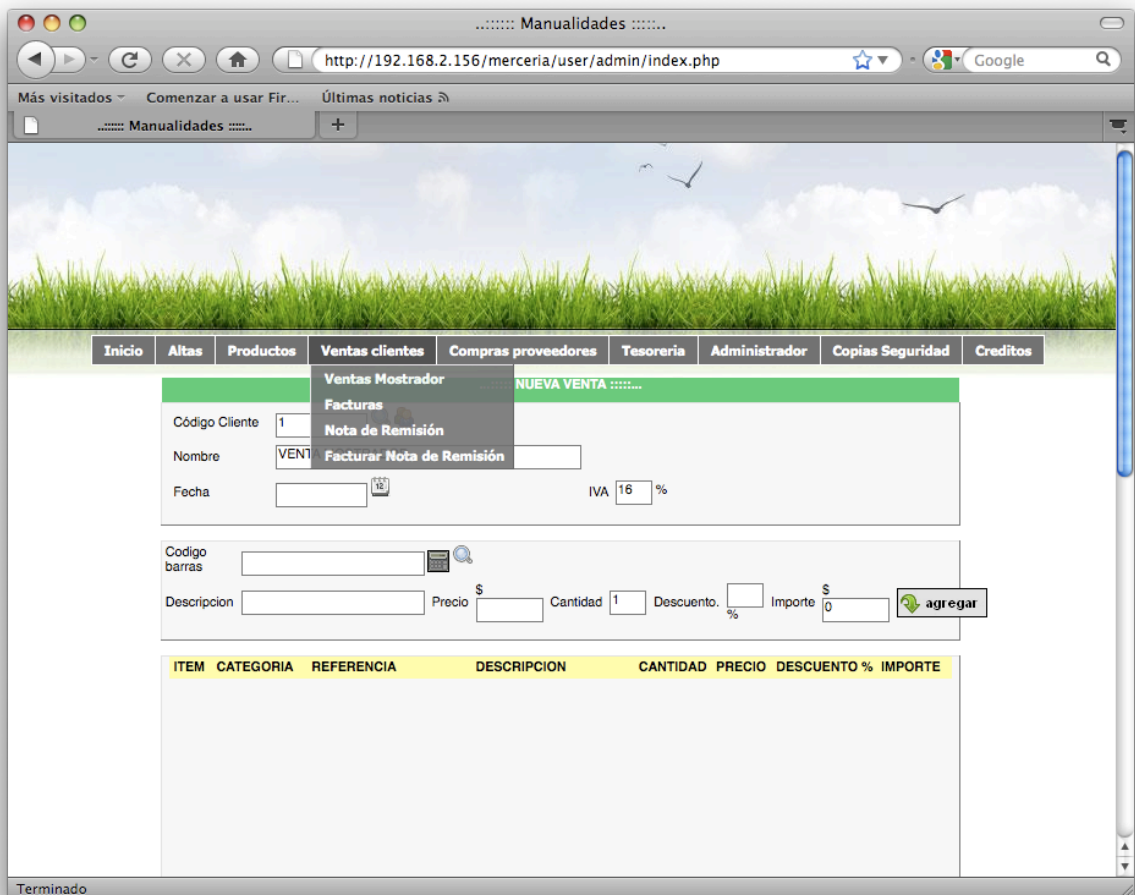 ..:::::: Manualidades :::::..
http://192.168.2.156/merceria/user/admin/index.php
Google
Más visitados
Comenzar a usar Fir...
Últimas noticias
..:::::: Manualidades :::::..
+
Inicio
Altas
Productos
Ventas clientes
Compras proveedores
Tesoreria
Administrador
Copias Seguridad
Creditos
Ventas Mostrador
Facturas
Nota de Remisión
Facturar Nota de Remisión
NUEVA VENTA :::::...
Código Cliente
1
Nombre
VENT
Fecha
12
IVA 16 %
Codigo
barras
Descripcion
Precio $
Cantidad 1
Descuento. %
Importe $ 0
agregar
ITEM CATEGORIA REFERENCIA DESCRIPCION CANTIDAD PRECIO DESCUENTO % IMPORTE
Terminado